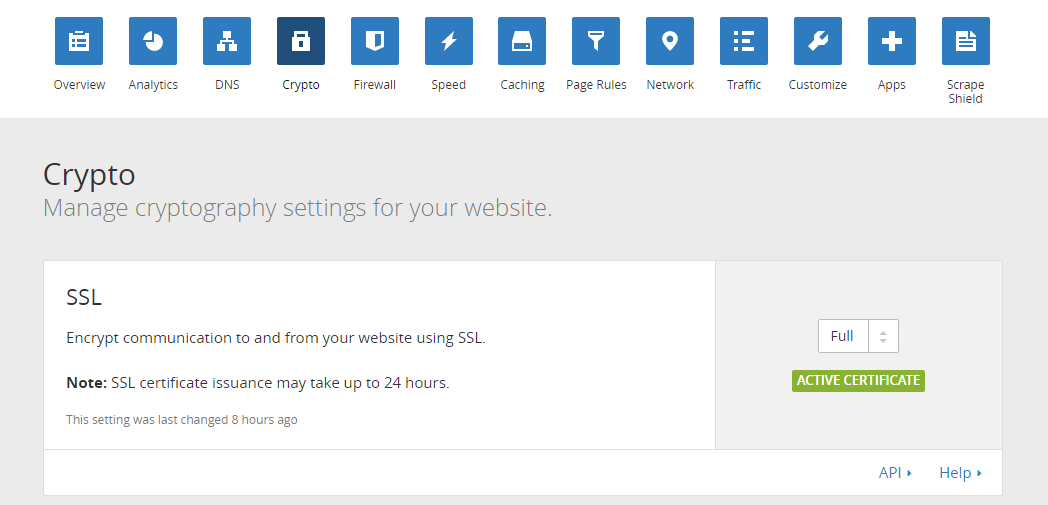 Overview Analytics DNS Crypto Firewall Speed Caching Page Rules Network Traffic Customize Apps Scrape
Shield
Crypto
Manage cryptography settings for your website.
SSL
Encrypt communication to and from your website using SSL.
Full
Note: SSL certificate issuance may take up to 24 hours.
ACTIVE CERTIFICATE
This setting was last changed 8 hours ago
API Help